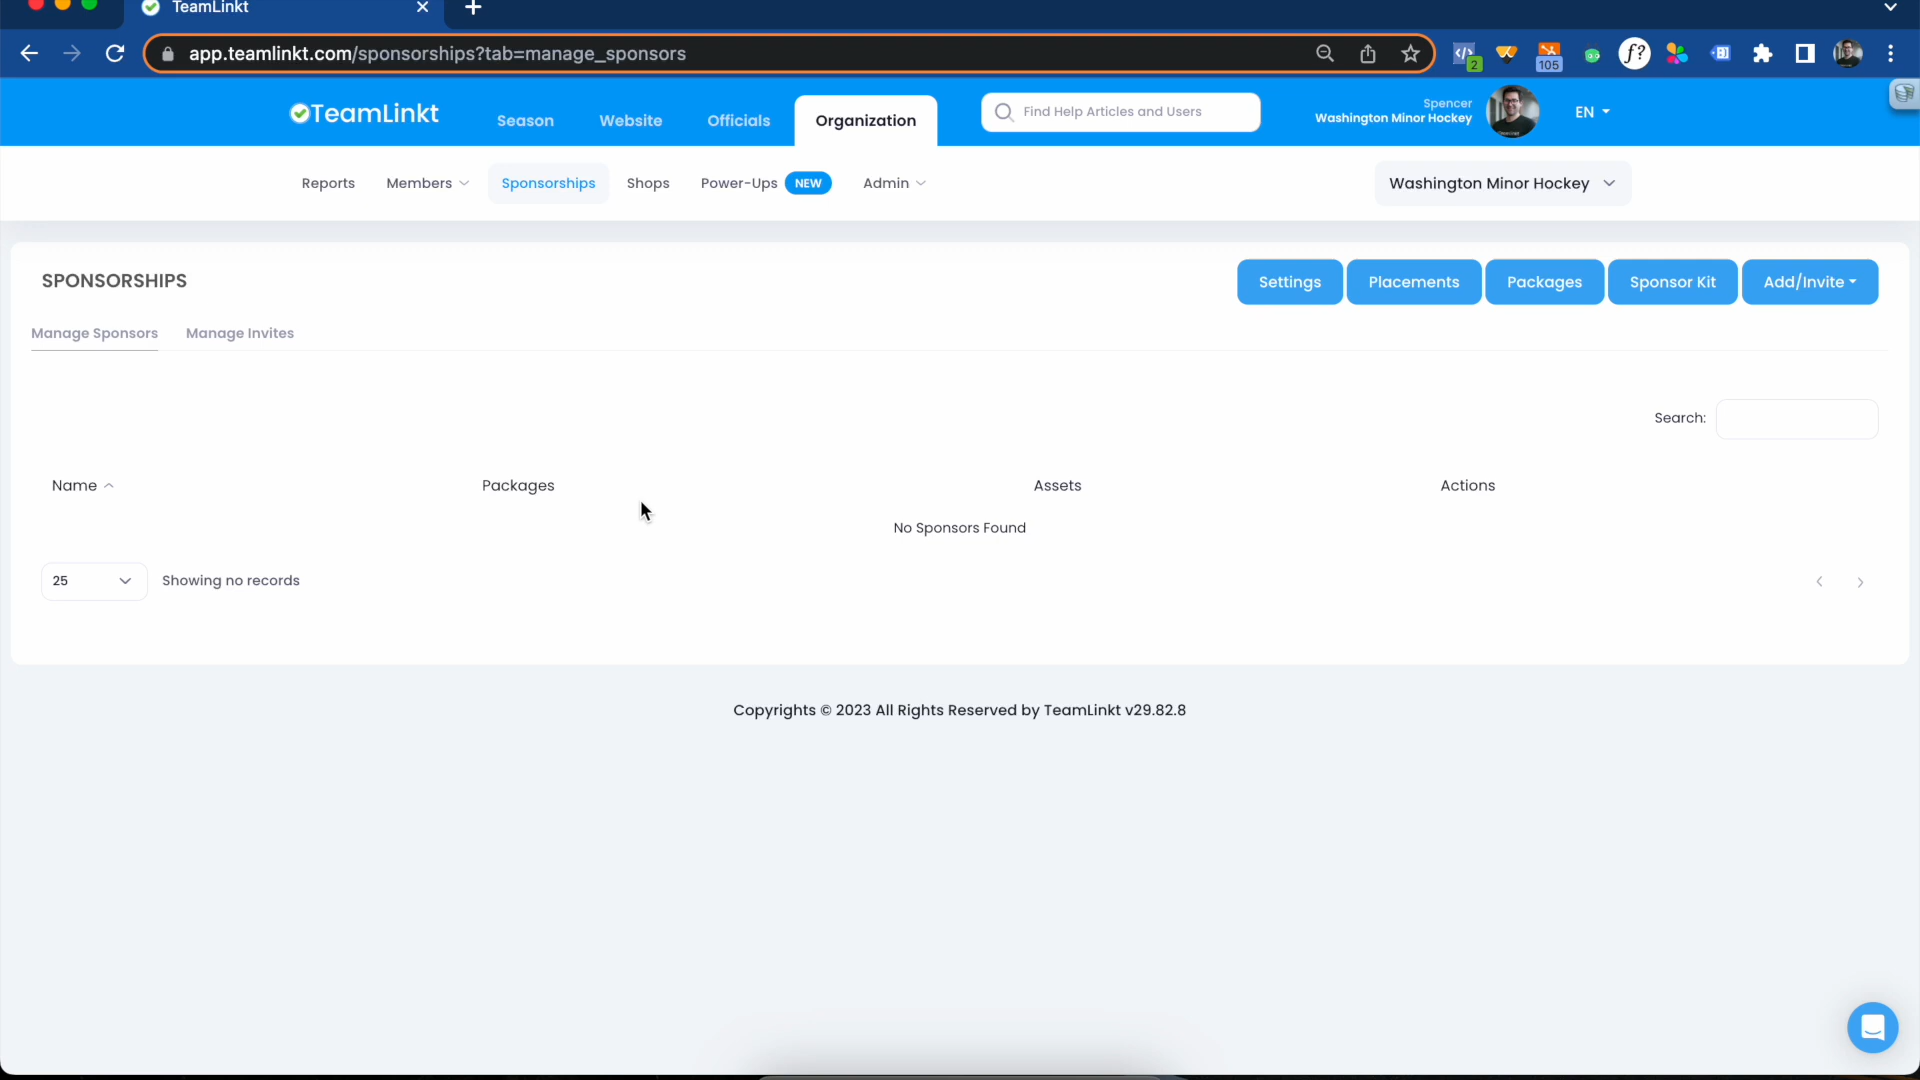 TeamLinkt
app.teamlinkt.com/sponsorships?tab=manage_sponsors
2
105
f?
TeamLinkt
Season
Website
Officials
Organization
Find Help Articles and Users
Spencer
Washington Minor Hockey
EN
Reports
Members
Sponsorships
Shops
Power-Ups NEW
Admin
Washington Minor Hockey
SPONSORSHIPS
Settings
Placements
Packages
Sponsor Kit
Add/Invite
Manage Sponsors
Manage Invites
Search:
Name
Packages
Assets
Actions
No Sponsors Found
25
Showing no records
Copyrights © 2023 All Rights Reserved by TeamLinkt v29.82.8